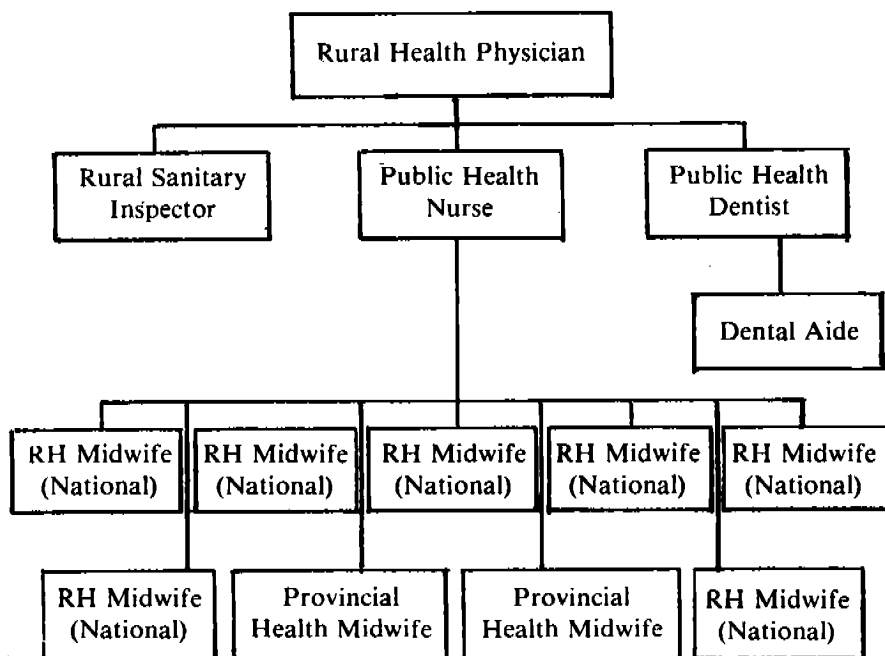 Rural Health Physician
Rural Sanitary
Inspector
Public Health
Nurse
Public Health
Dentist
Dental Aide
RH Midwife
(National)
RH Midwife
(National)
RH Midwife
(National)
RH Midwife
(National)
RH Midwife
(National)
RH Midwife
(National)
Provincial
Health Midwife
Provincial
Health Midwife
RH Midwife
(National)